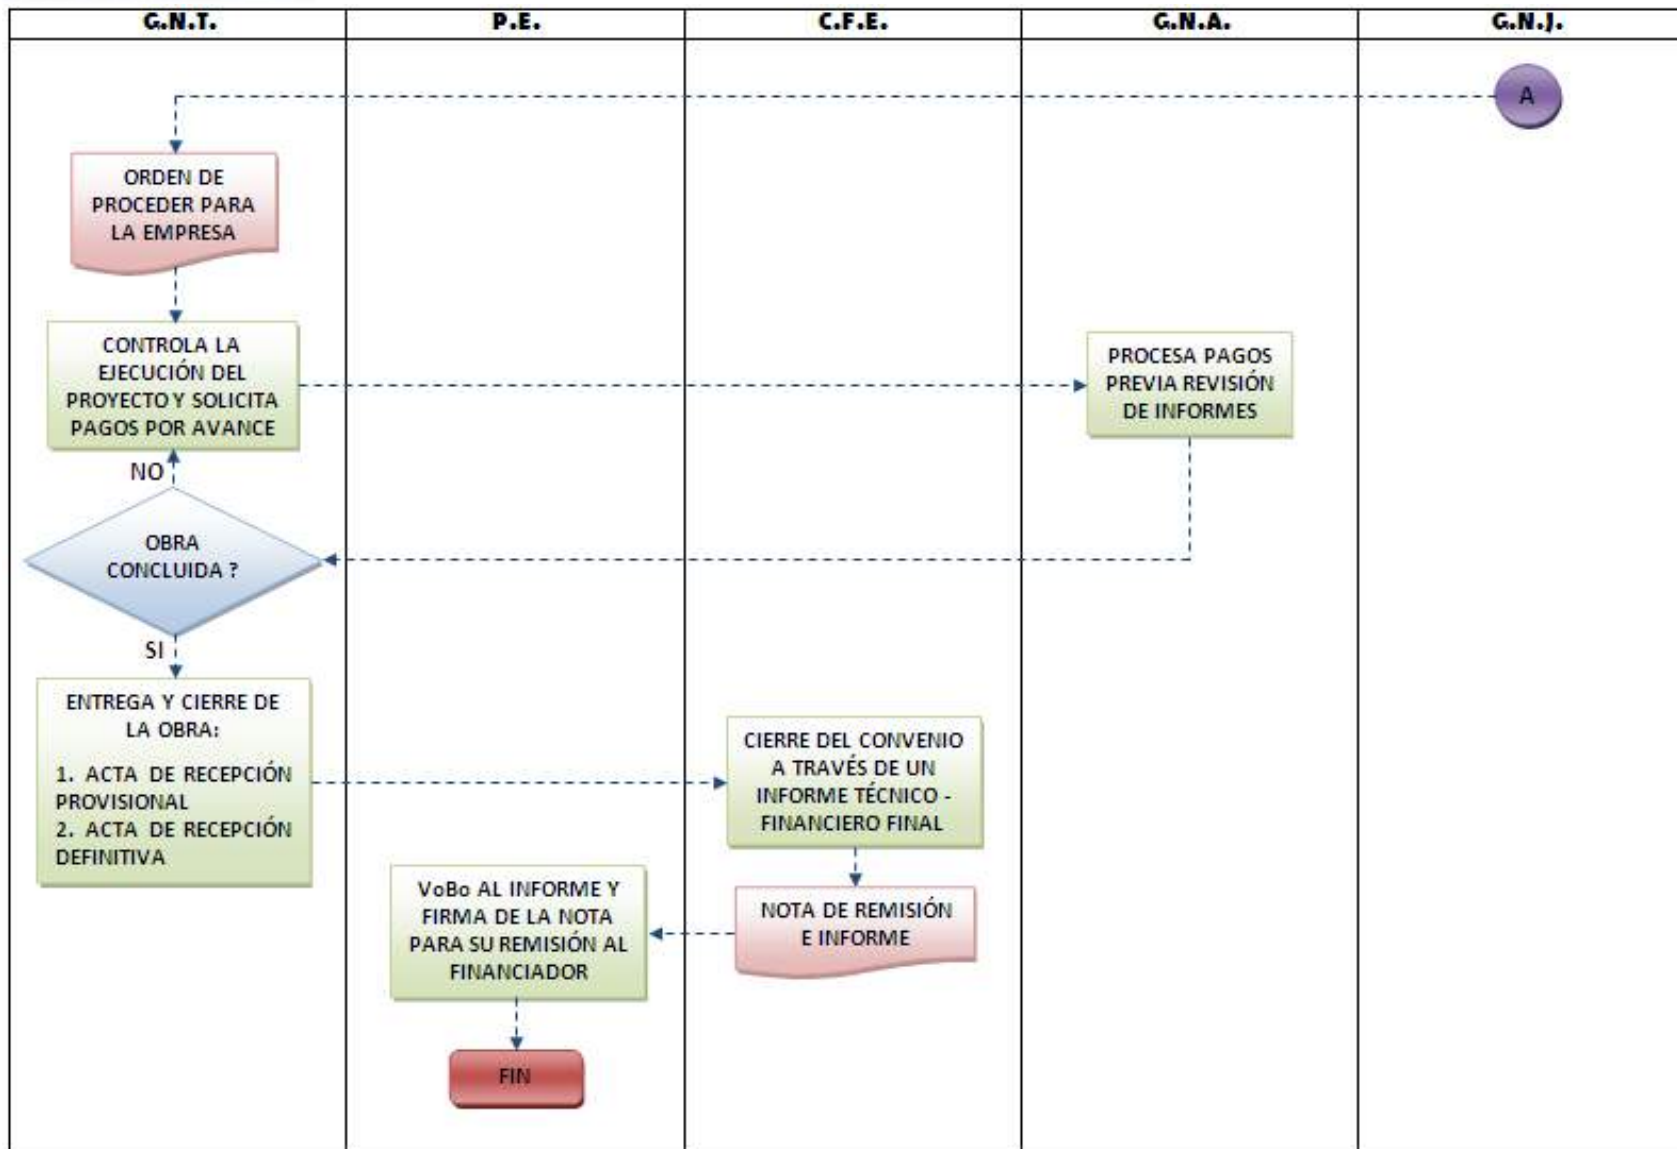 G.N.T. P.E. C.F.E. G.N.A. G.N.J.
A
ORDEN DE
PROCEDER PARA
LA EMPRESA
CONTROLA LA
EJECUCIÓN DEL
PROYECTO Y SOLICITA
PAGOS POR AVANCE
PROCESA PAGOS
PREVIA REVISIÓN
DE INFORMES
NO
OBRA
CONCLUIDA ?
SI
ENTREGA Y CIERRE DE
LA OBRA:
1. ACTA DE RECEPCIÓN
PROVISIONAL
2. ACTA DE RECEPCIÓN
DEFINITIVA
CIERRE DEL CONVENIO
A TRAVÉS DE UN
INFORME TÉCNICO -
FINANCIERO FINAL
NOTA DE REMISIÓN
E INFORME
VoBo AL INFORME Y
FIRMA DE LA NOTA
PARA SU REMISIÓN AL
FINANCIADOR
FIN